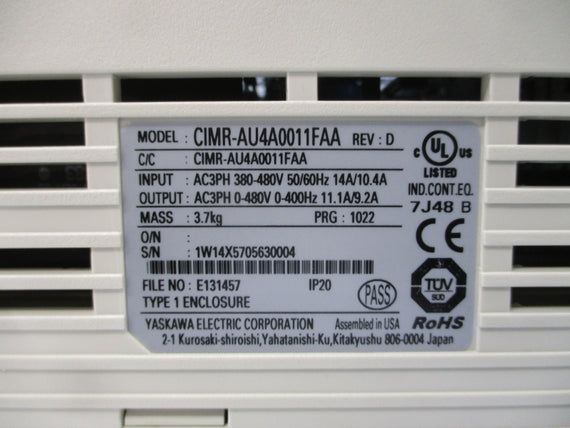 MODEL : CIMR-AU4A0011FAA REV : D
C/C : CIMR-AU4A0011FAA
INPUT : AC3PH 380-480V 50/60Hz 14A/10.4A
OUTPUT : AC3PH 0-480V 0-400Hz 11.1A/9.2A
MASS : 3.7kg PRG : 1022
O/N :
S/N : 1W14X5705630004
FILE NO : E131457 IP20
TYPE 1 ENCLOSURE
PASS
YASKAWA ELECTRIC CORPORATION Assembled in USA
2-1 Kurosaki-shiroishi,Yahatanishi-Ku,Kitakyushu 806-0004 Japan
C UL US
LISTED
IND.CONT.EQ.
7J48 B
CE
TÜV
SÜD
RoHS